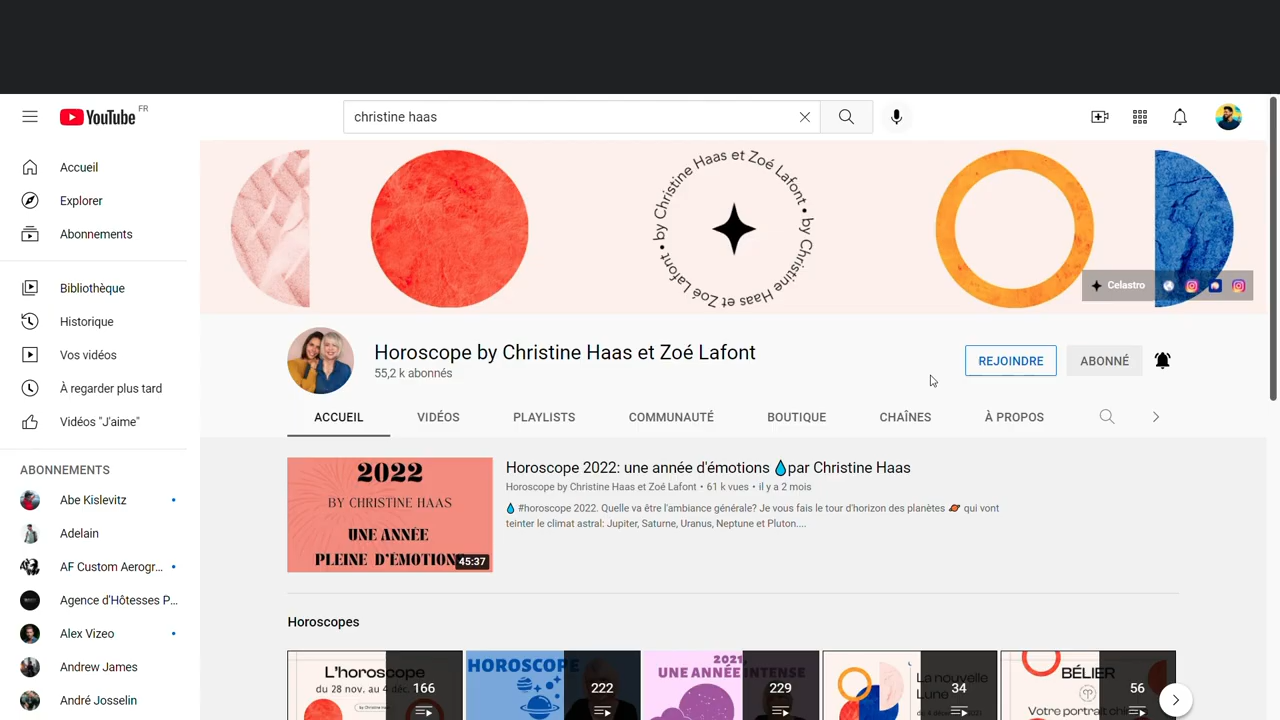 YouTube FR
christine haas
Accueil
Explorer
Abonnements
Bibliothèque
Historique
Vos vidéos
À regarder plus tard
Vidéos "J'aime"
ABONNEMENTS
Abe Kislevitz
Adelain
AF Custom Aerogr...
Agence d'Hôtesses P...
Alex Vizeo
Andrew James
André Josselin
by Christine Haas et Zoé Lafont • by Christine Haas et Zoé Lafont •
Celastro
Horoscope by Christine Haas et Zoé Lafont
55,2 k abonnés
REJOINDRE
ABONNÉ
ACCUEIL VIDÉOS PLAYLISTS COMMUNAUTÉ BOUTIQUE CHAÎNES À PROPOS
2022
BY CHRISTINE HAAS
UNE ANNÉE
PLEINE D'ÉMOTION
45:37
Horoscope 2022: une année d'émotions 💧par Christine Haas
Horoscope by Christine Haas et Zoé Lafont • 61 k vues • il y a 2 mois
💧 #horoscope 2022. Quelle va être l'ambiance générale? Je vous fais le tour d'horizon des planètes 🪐 qui vont
teinter le climat astral: Jupiter, Saturne, Uranus, Neptune et Pluton....
Horoscopes
L'horoscope
du 28 nov. au 4 déc.
166
HOROSCOPE
222
2021,
UNE ANNÉE INTENSE
229
La nouvelle
Lune
34
BÉLIER
Votre portrait
56